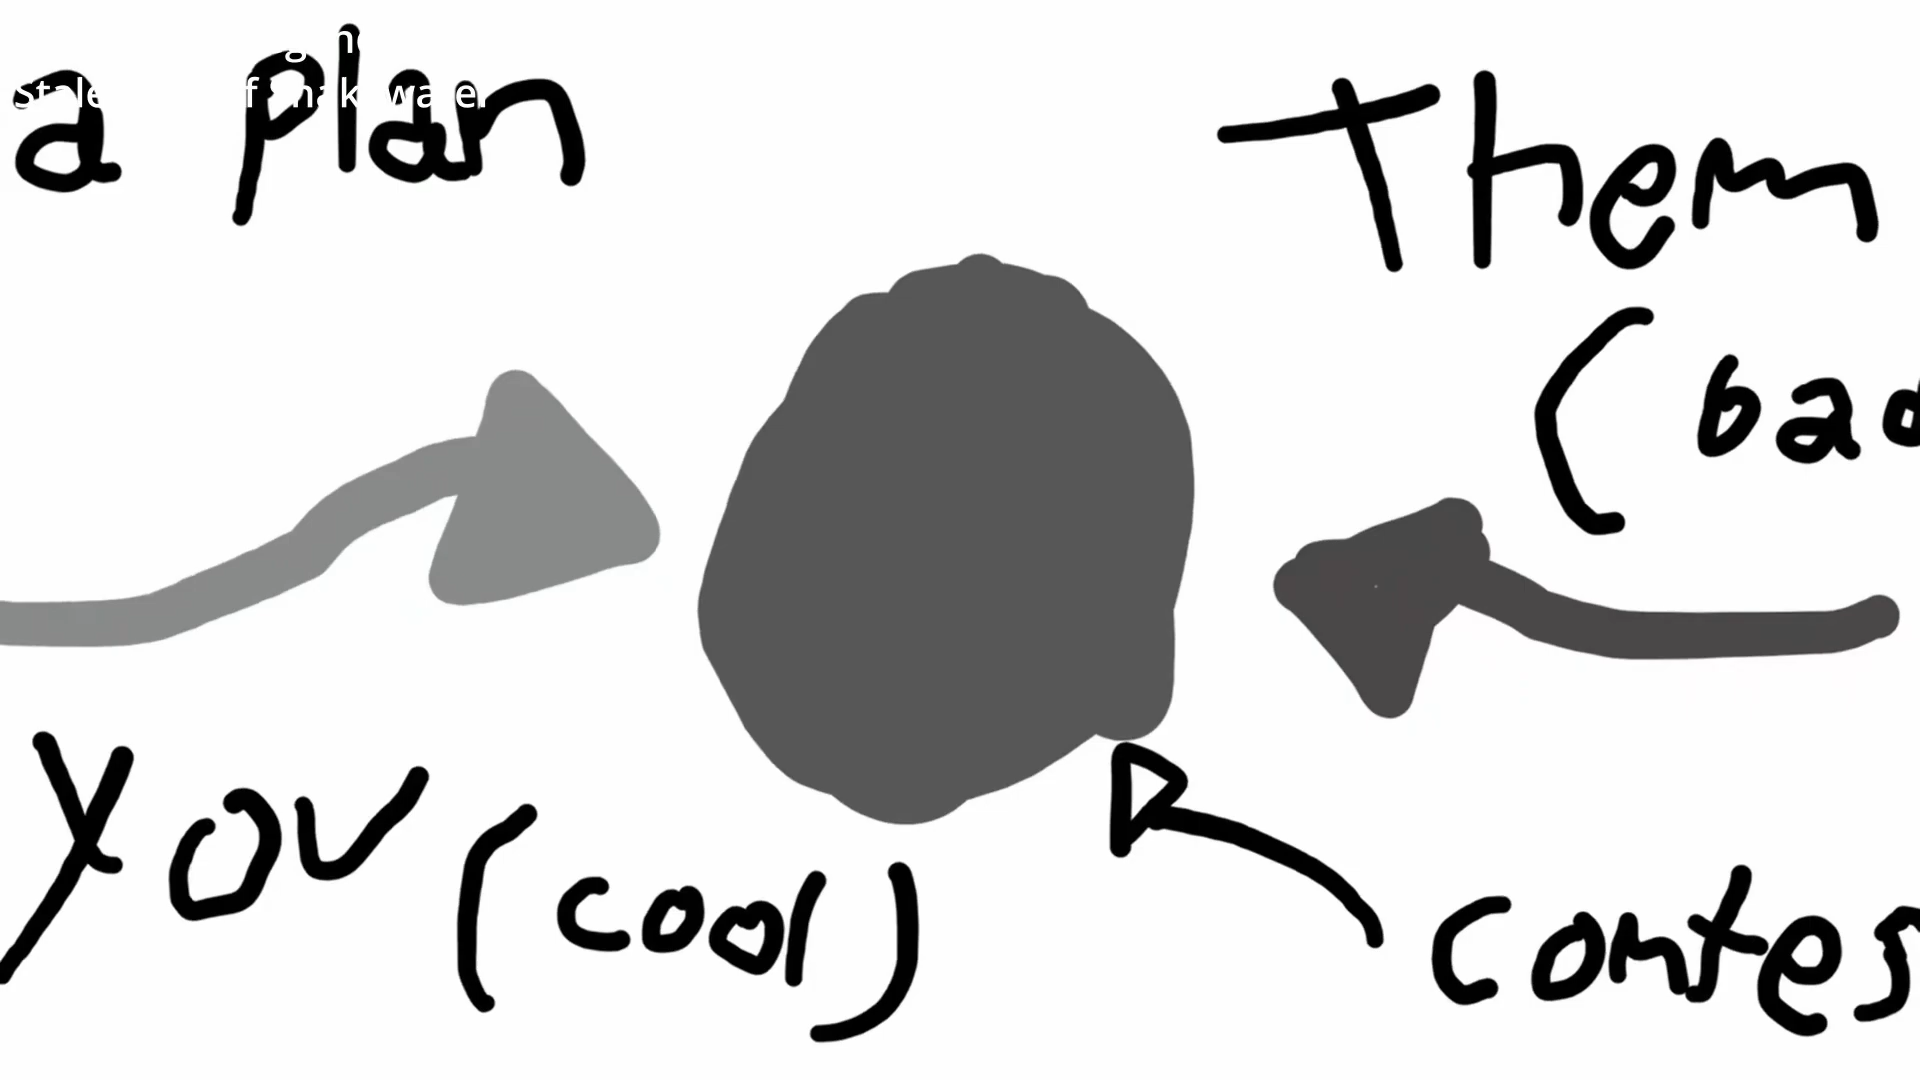 a plan
Them
(bad
you (cool)
contes